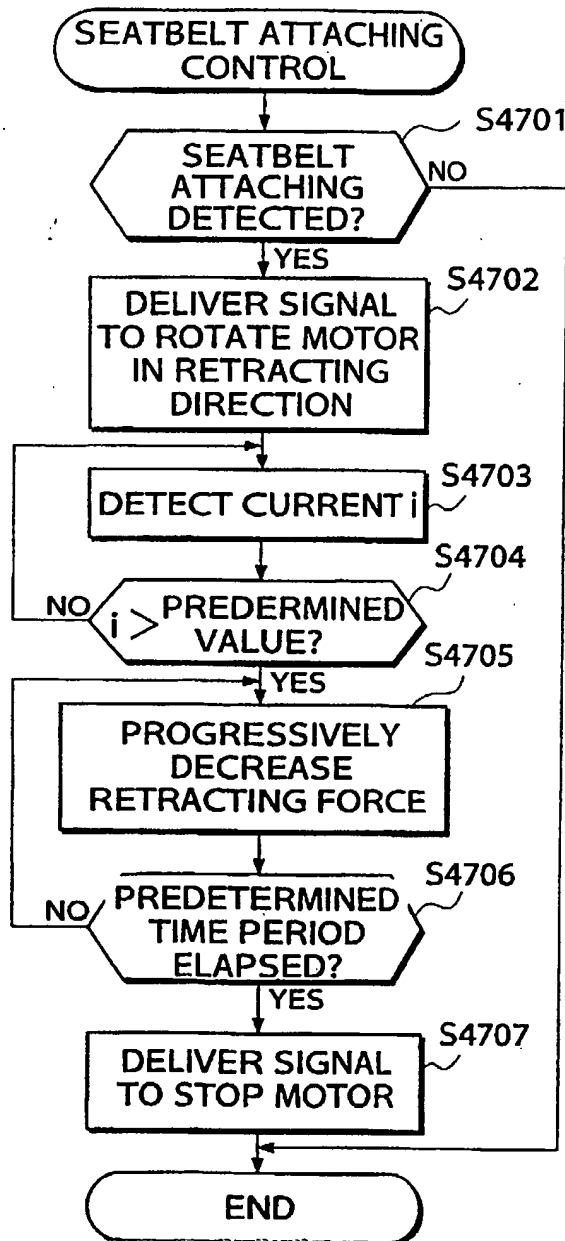 SEATBELT ATTACHING
CONTROL
S4701
SEATBELT
ATTACHING
DETECTED?
NO
YES
S4702
DELIVER SIGNAL
TO ROTATE MOTOR
IN RETRACTING
DIRECTION
S4703
DETECT CURRENT i
S4704
NO
i > PREDERMINED
VALUE?
YES
S4705
PROGRESSIVELY
DECREASE
RETRACTING FORCE
S4706
NO
PREDETERMINED
TIME PERIOD
ELAPSED?
YES
S4707
DELIVER SIGNAL
TO STOP MOTOR
END